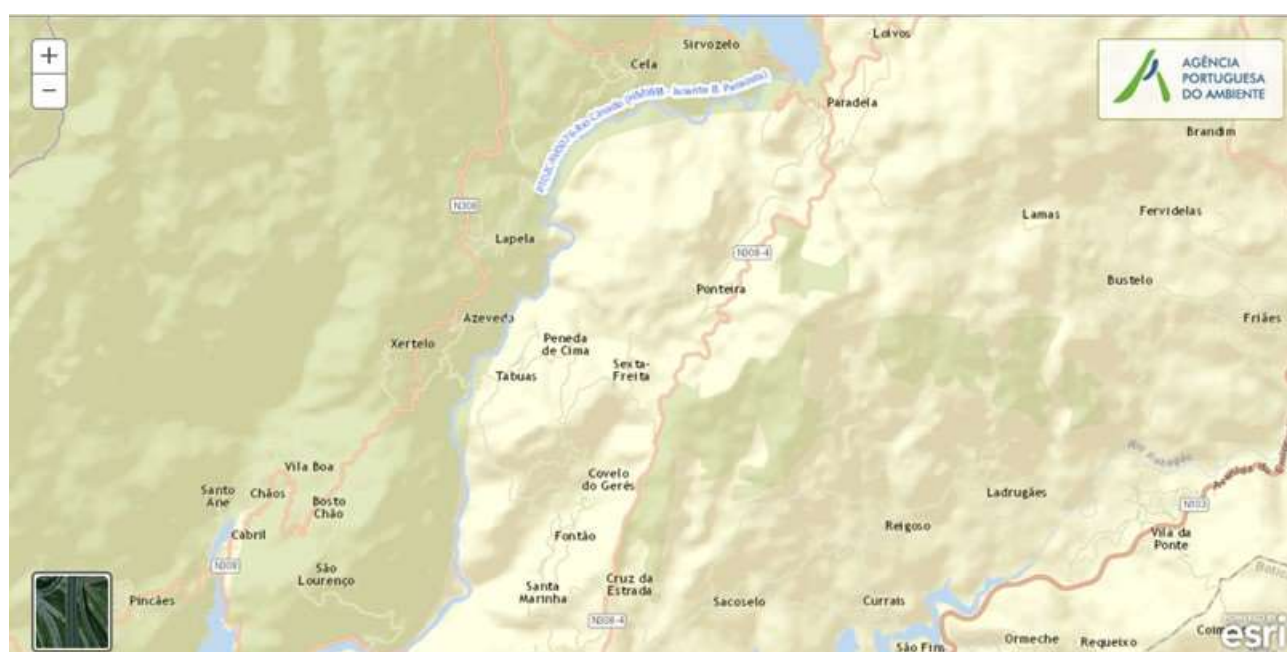 +
−
Sirvozelo
Loivos
Cela
AGÊNCIA
PORTUGUESA
DO AMBIENTE
Paradela
Brandim
Rio Cávado
N308
Lamas
Fervidelas
Lapela
N308-4
Bustelo
Ponteira
Azeveda
Friães
Xertelo
Peneda
de Cima
Sexta-
Freita
Tabuas
Vila Boa
Covelo
do Gerés
Santo
Ane
Chãos
Bosto
Chão
Ladrugães
N103
Cabril
Fontão
Reigoso
Vila da
Ponte
N308
São
Lourenço
Pincães
Santa
Marinha
Cruz da
Estrada
Sacoselo
Currais
N308-4
São Fim
Ormeche
Requeixo
esri